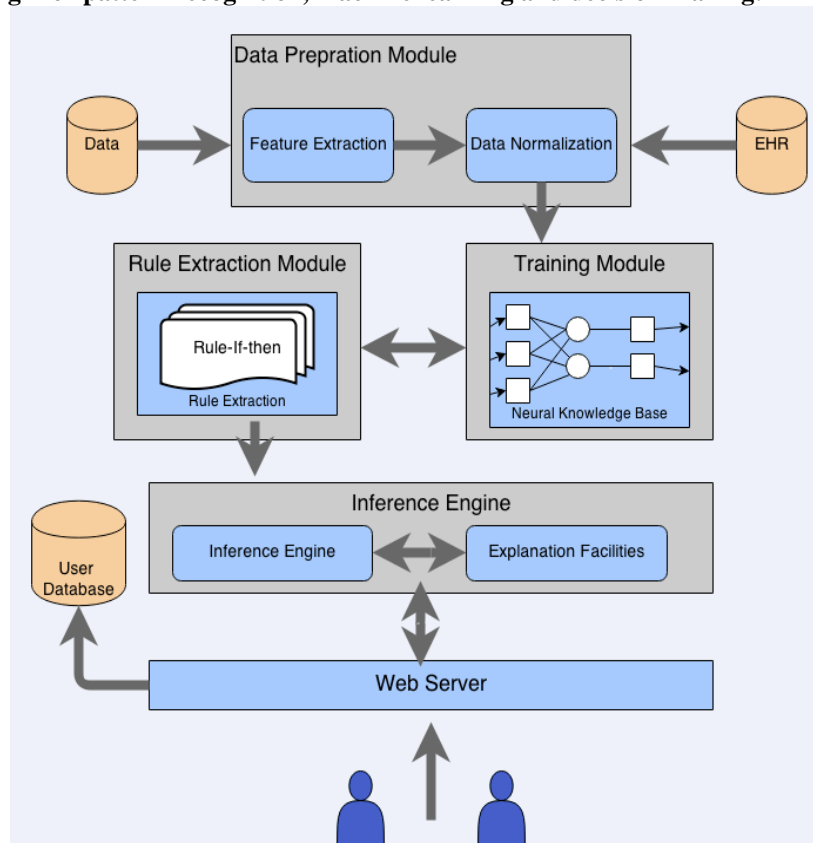 Data Prepration Module
Data
Feature Extraction
Data Normalization
EHR
Rule Extraction Module
Training Module
Rule-If-then
Rule Extraction
Neural Knowledge Base
Inference Engine
Inference Engine
Explanation Facilities
User
Database
Web Server